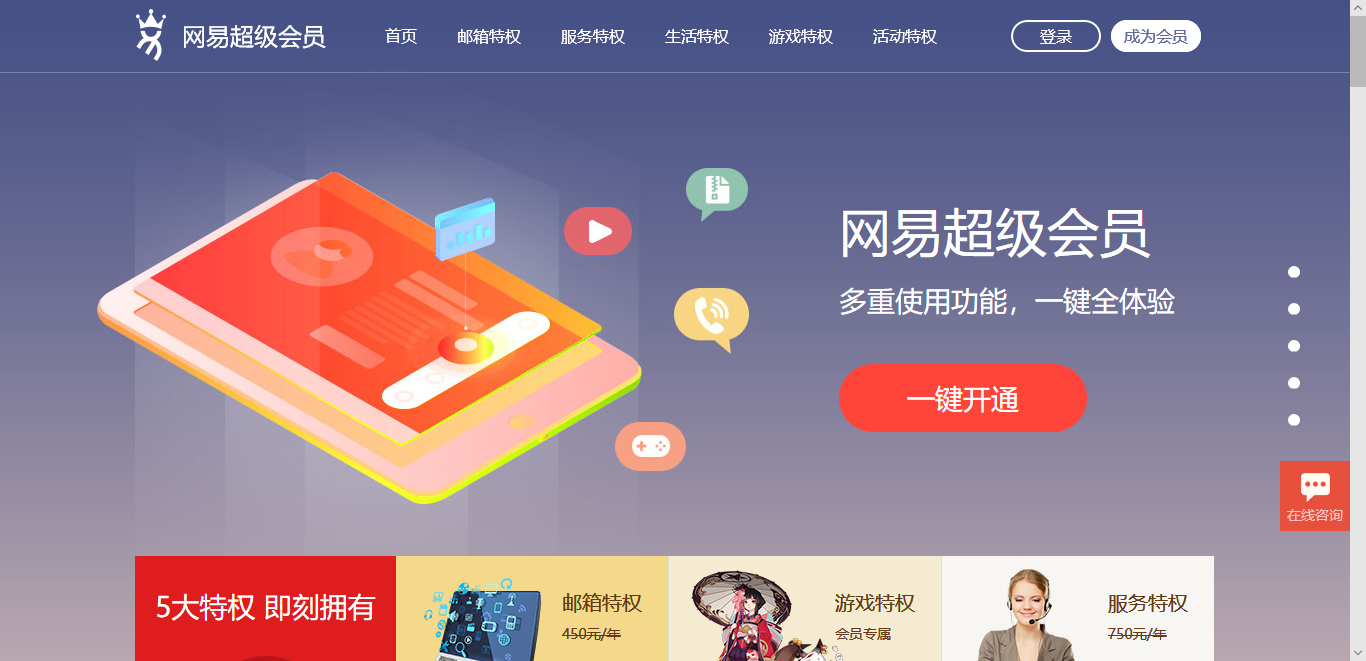 网易超级会员
首页 邮箱特权 服务特权 生活特权 游戏特权 活动特权
登录 成为会员
网易超级会员
多重使用功能，一键全体验
一键开通
在线咨询
5大特权 即刻拥有
邮箱特权
450元/年
游戏特权
会员专属
服务特权
750元/年